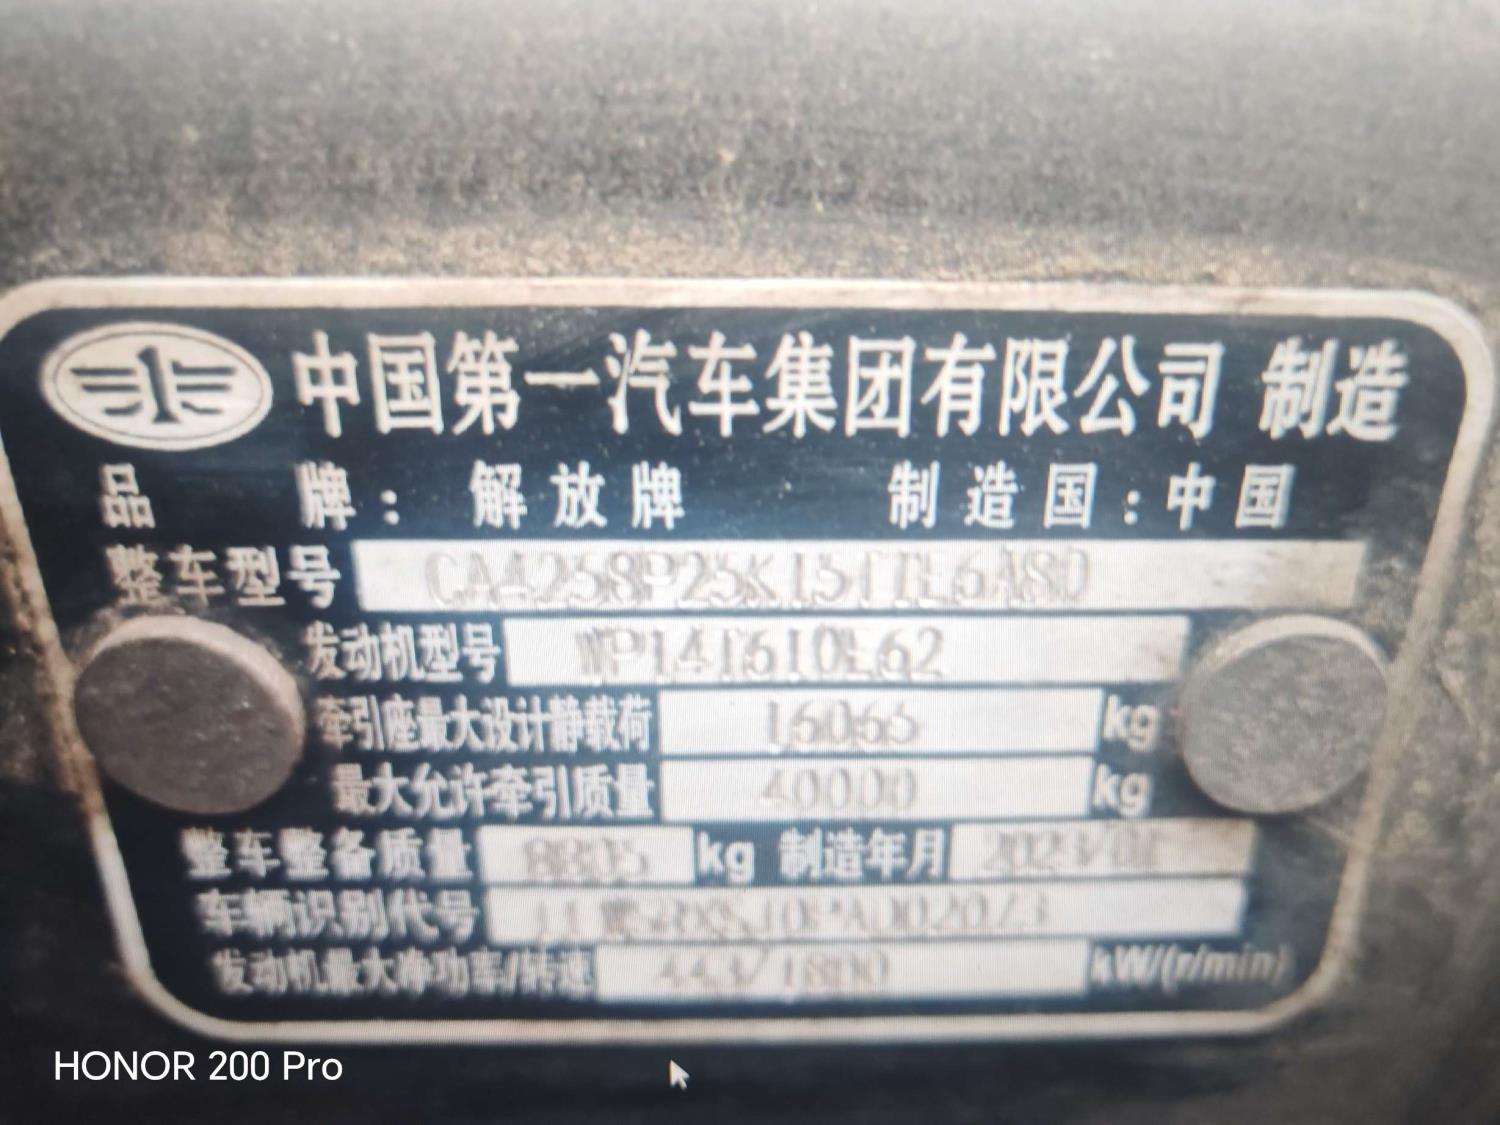 中国第一汽车集团有限公司 制造
品 牌：解放牌 制造国：中国
整车型号 CA4258P25K15T1E6A80
发动机型号 WP14T610E62
牵引座最大设计静载荷 16065 kg
最大允许牵引质量 40000 kg
整车整备质量 8805 kg 制造年月 2023/01
车辆识别代号
发动机最大净功率/转速 443/1800 kW/(r/min)
HONOR 200 Pro